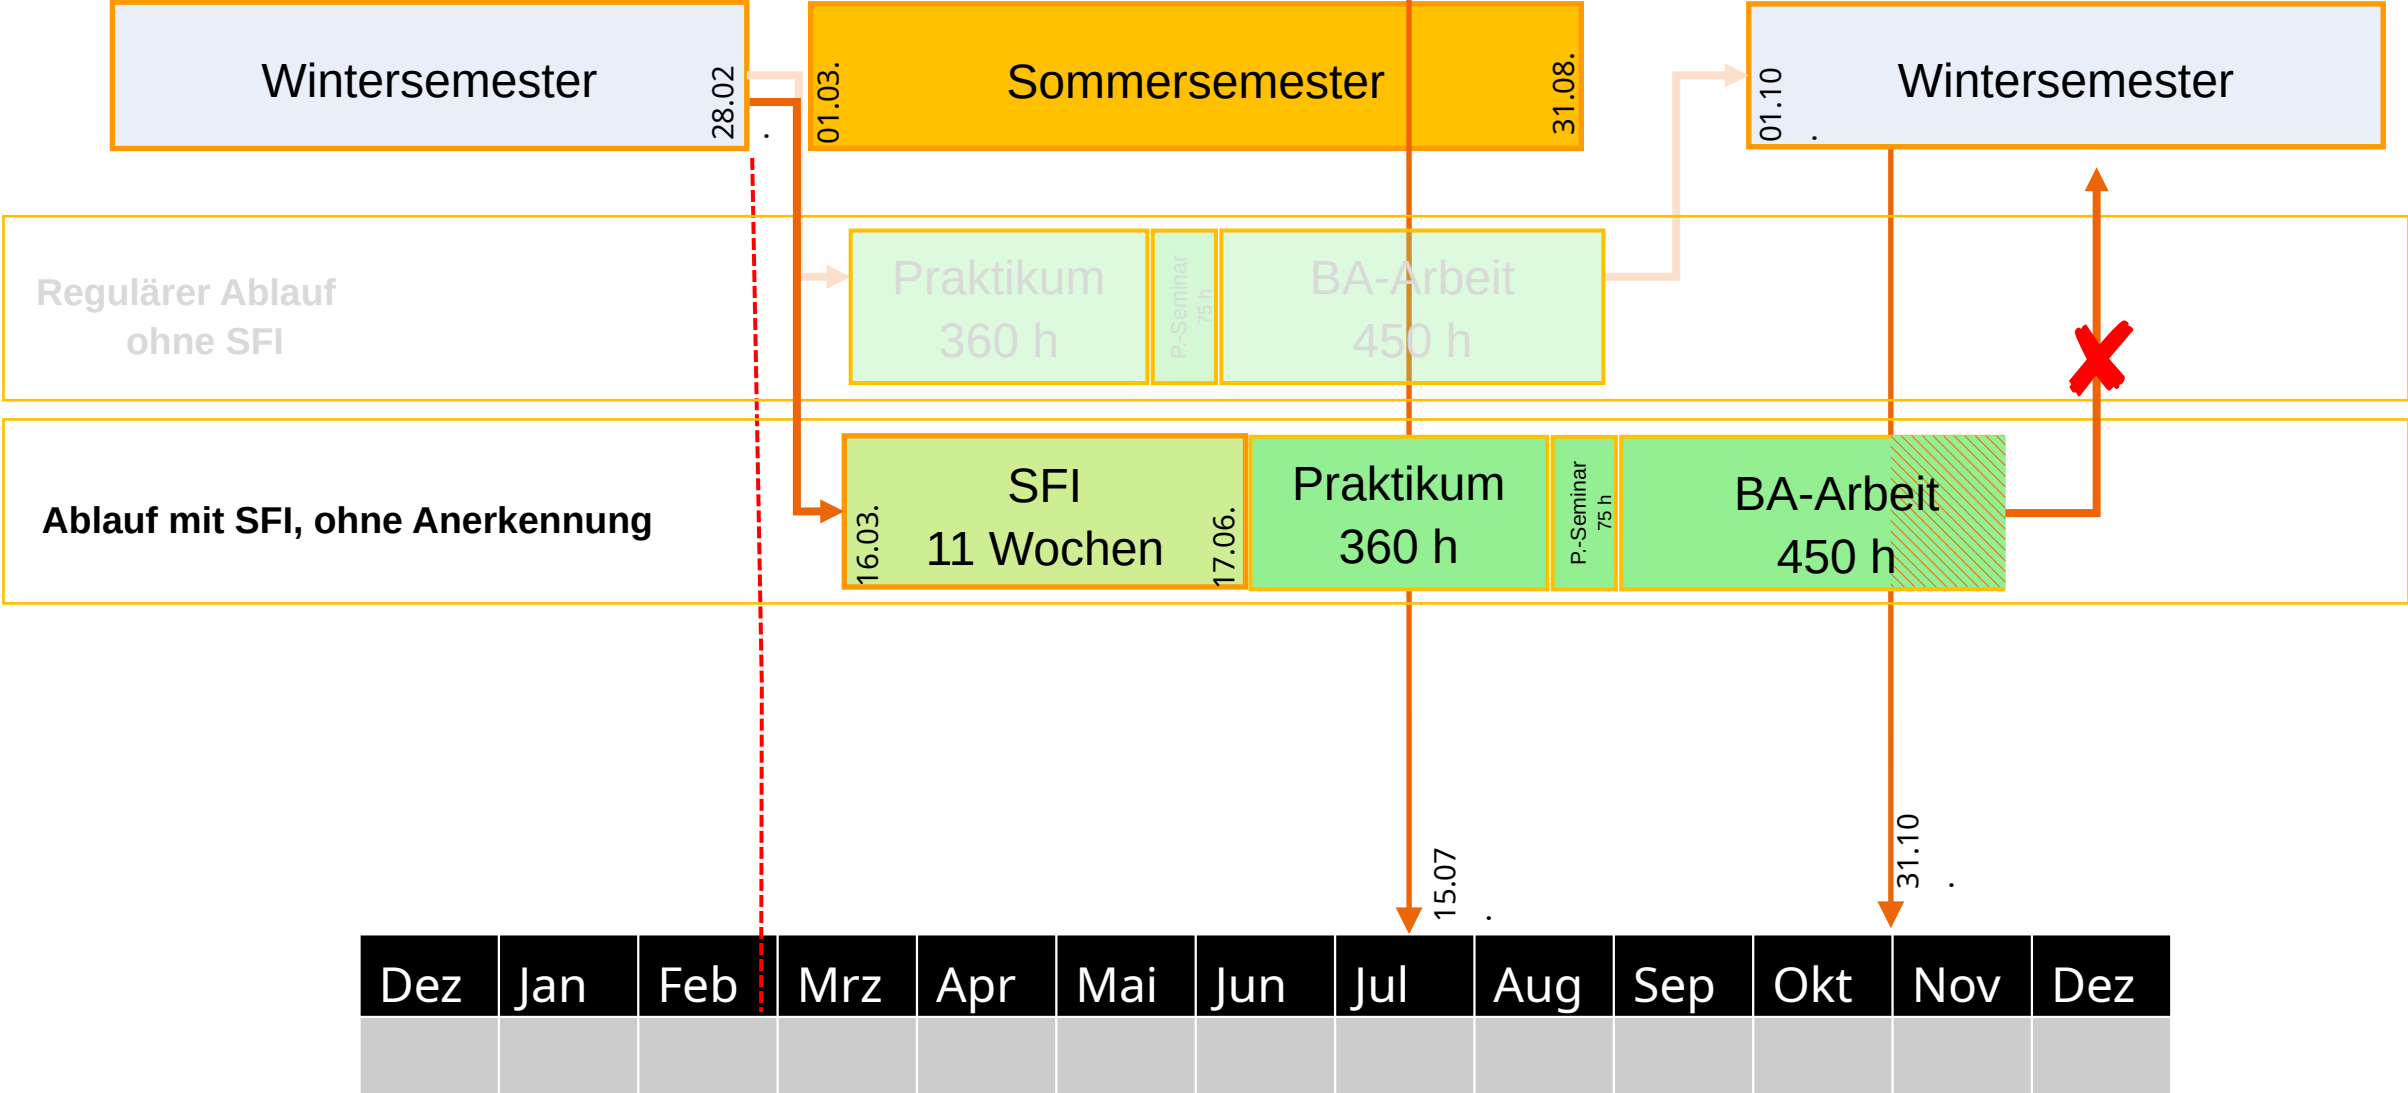 Wintersemester
28.02
.
01.03.
Sommersemester
31.08.
01.10
.
Wintersemester
Regulärer Ablauf
ohne SFI
Praktikum
360 h
P.-Seminar
75 h
BA-Arbeit
450 h
Ablauf mit SFI, ohne Anerkennung
16.03.
SFI
11 Wochen
17.06.
Praktikum
360 h
P.-Seminar
75 h
BA-Arbeit
450 h
15.07
.
31.10
.
Dez
Jan
Feb
Mrz
Apr
Mai
Jun
Jul
Aug
Sep
Okt
Nov
Dez